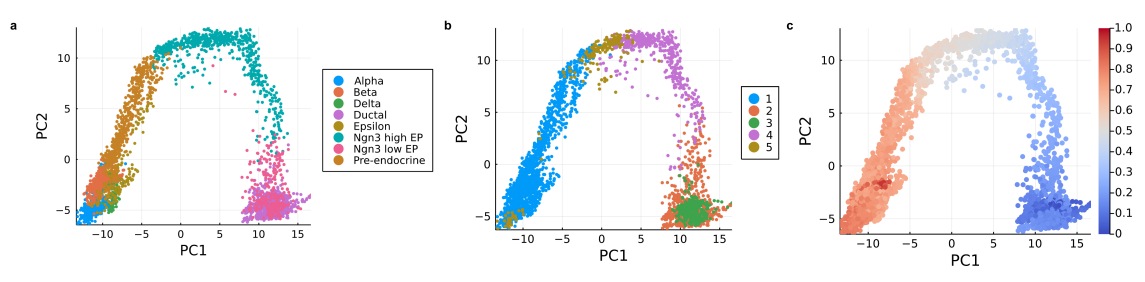 a
10
5
0
−5
−10
−5
0
5
10
15
PC1
PC2
Alpha
Beta
Delta
Ductal
Epsilon
Ngn3 high EP
Ngn3 low EP
Pre-endocrine
b
10
5
0
−5
−10
−5
0
5
10
15
PC1
PC2
1
2
3
4
5
c
10
5
0
−5
−10
−5
0
5
10
15
PC1
PC2
1.0
0.9
0.8
0.7
0.6
0.5
0.4
0.3
0.2
0.1
0